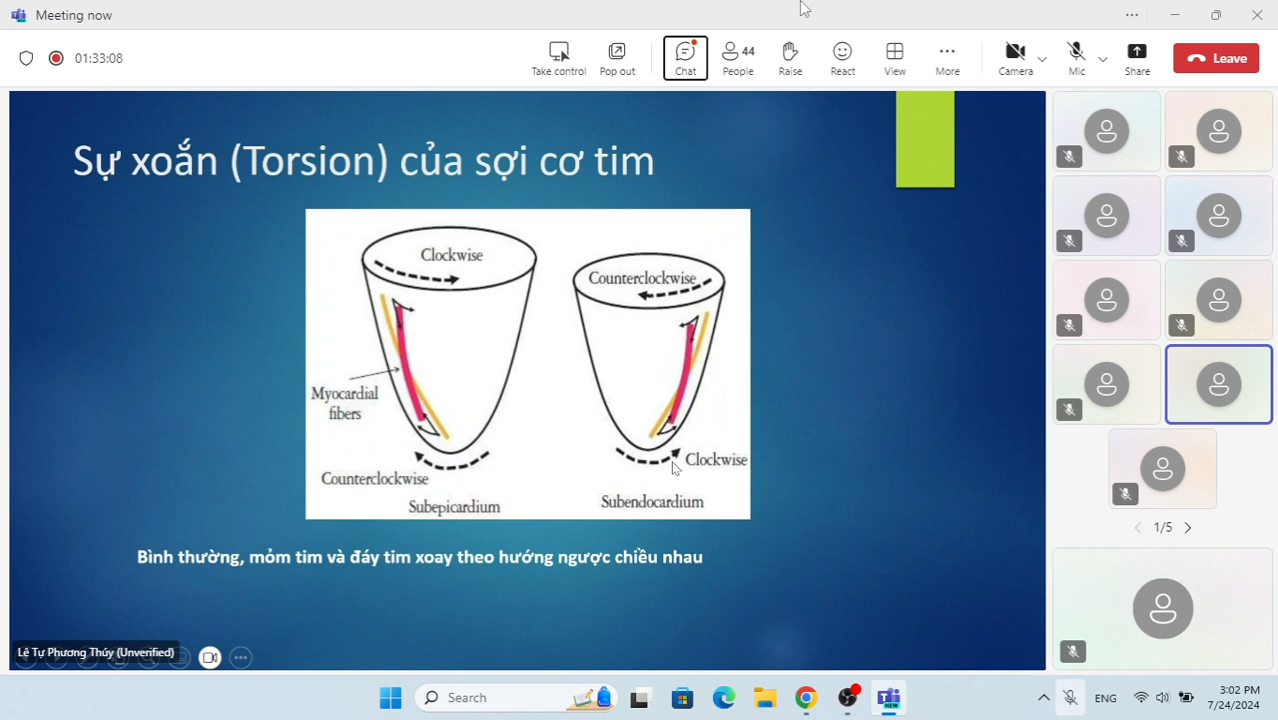 Meeting now
01:33:08
Take control
Pop out
Chat
44
People
Raise
React
View
More
Camera
Mic
Share
Leave
Sự xoắn (Torsion) của sợi cơ tim
Clockwise
Counterclockwise
Myocardial
fibers
Counterclockwise
Clockwise
Subepicardium
Subendocardium
Bình thường, mỏm tim và đáy tim xoay theo hướng ngược chiều nhau
1/5
Lê Tự Phương Thúy (Unverified)
Search
NEW
ENG
3:02 PM
7/24/2024